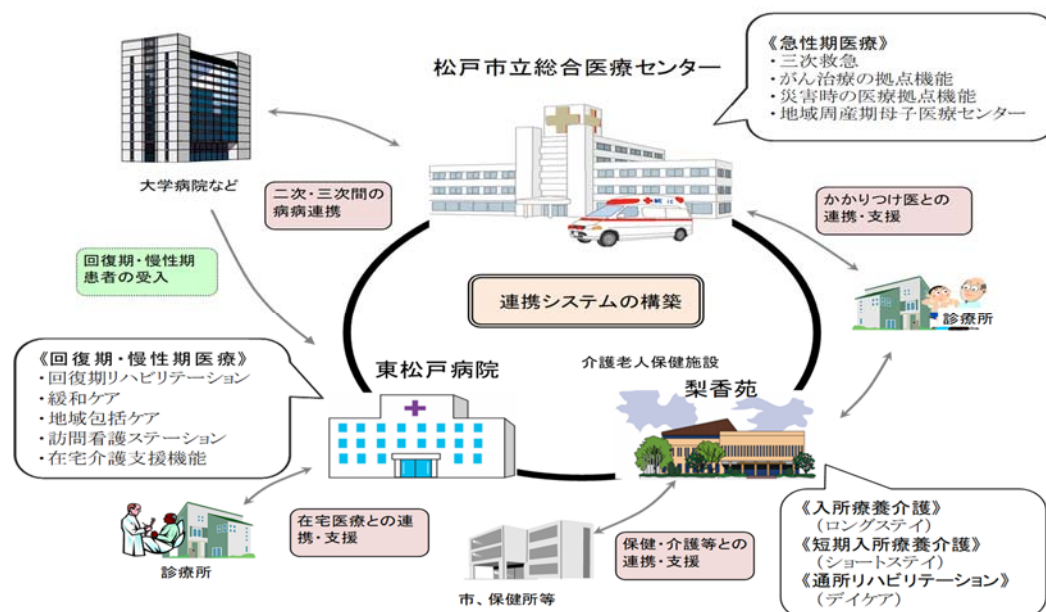 松戸市立総合医療センター
《急性期医療》
・三次救急
・がん治療の拠点機能
・災害時の医療拠点機能
・地域周産期母子医療センター
大学病院など
二次・三次間の
病病連携
かかりつけ医との
連携・支援
回復期・慢性期
患者の受入
連携システムの構築
診療所
《回復期・慢性期医療》
・回復期リハビリテーション
・緩和ケア
・地域包括ケア
・訪問看護ステーション
・在宅介護支援機能
東松戸病院
介護老人保健施設
梨香苑
診療所
在宅医療との連
携・支援
市、保健所等
保健・介護等との
連携・支援
《入所療養介護》
(ロングステイ)
《短期入所療養介護》
(ショートステイ)
《通所リハビリテーション》
(デイケア)